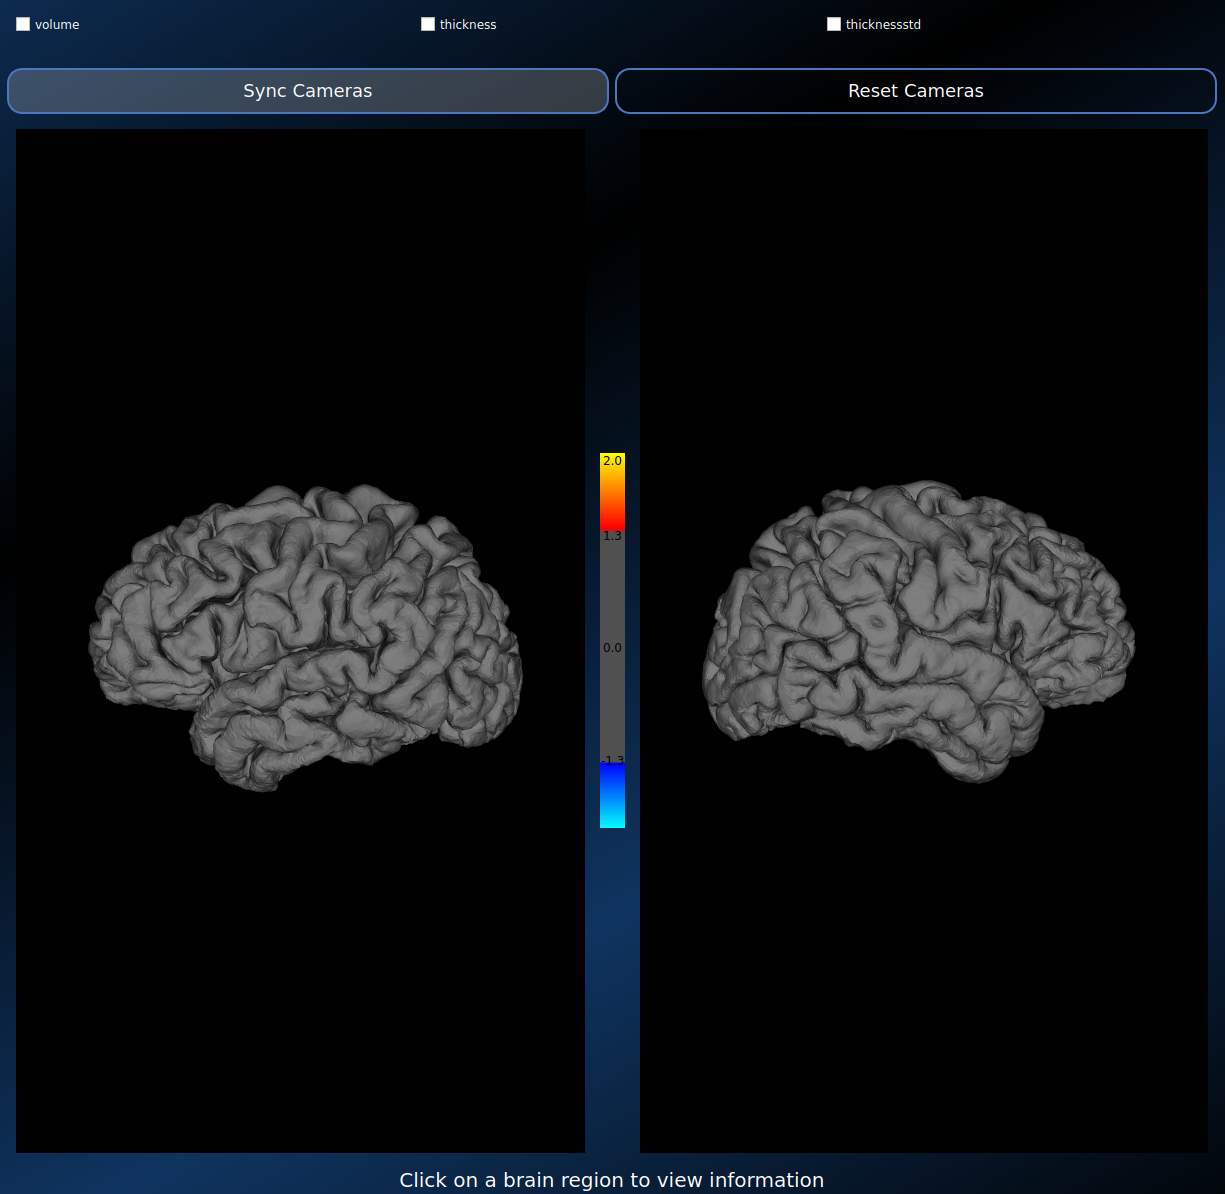 volume thickness thicknessstd
Sync Cameras Reset Cameras
2.0
1.3
0.0
-1.3
Click on a brain region to view information